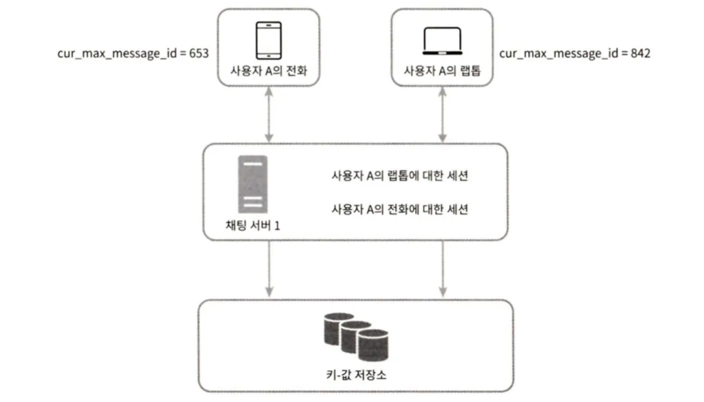 cur_max_message_id = 653
사용자 A의 전화
사용자 A의 랩톱
cur_max_message_id = 842
사용자 A의 랩톱에 대한 세션
사용자 A의 전화에 대한 세션
채팅 서버 1
키-값 저장소